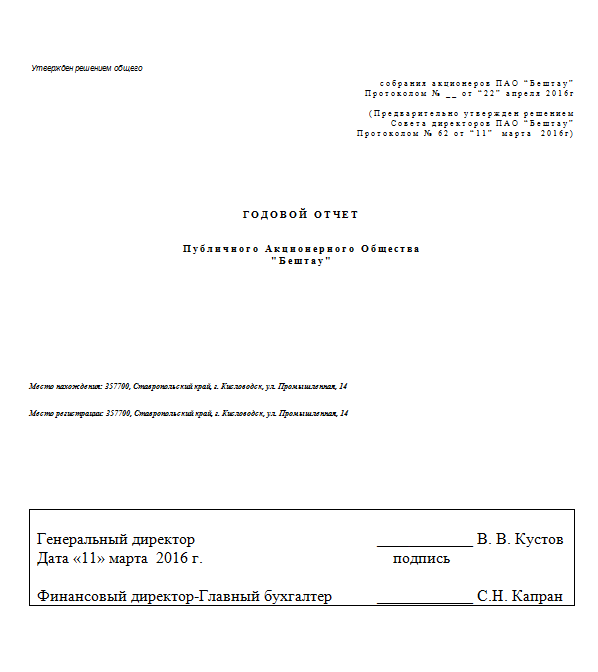 Утвержден решением общего
собрания акционеров ПАО “Бештау”
Протоколом № __ от “22” апреля 2016г
(Предварительно утвержден решением
Совета директоров ПАО “Бештау”
Протоколом № 62 от “11” марта 2016г)
ГОДОВОЙ ОТЧЕТ
Публичного Акционерного Общества
"Бештау"
Место нахождения: 357700, Ставропольский край, г. Кисловодск, ул. Промышленная, 14
Место регистрации: 357700, Ставропольский край, г. Кисловодск, ул. Промышленная, 14
Генеральный директор ____________ В. В. Кустов
Дата «11» марта 2016 г. подпись
Финансовый директор-Главный бухгалтер ____________ С.Н. Капран